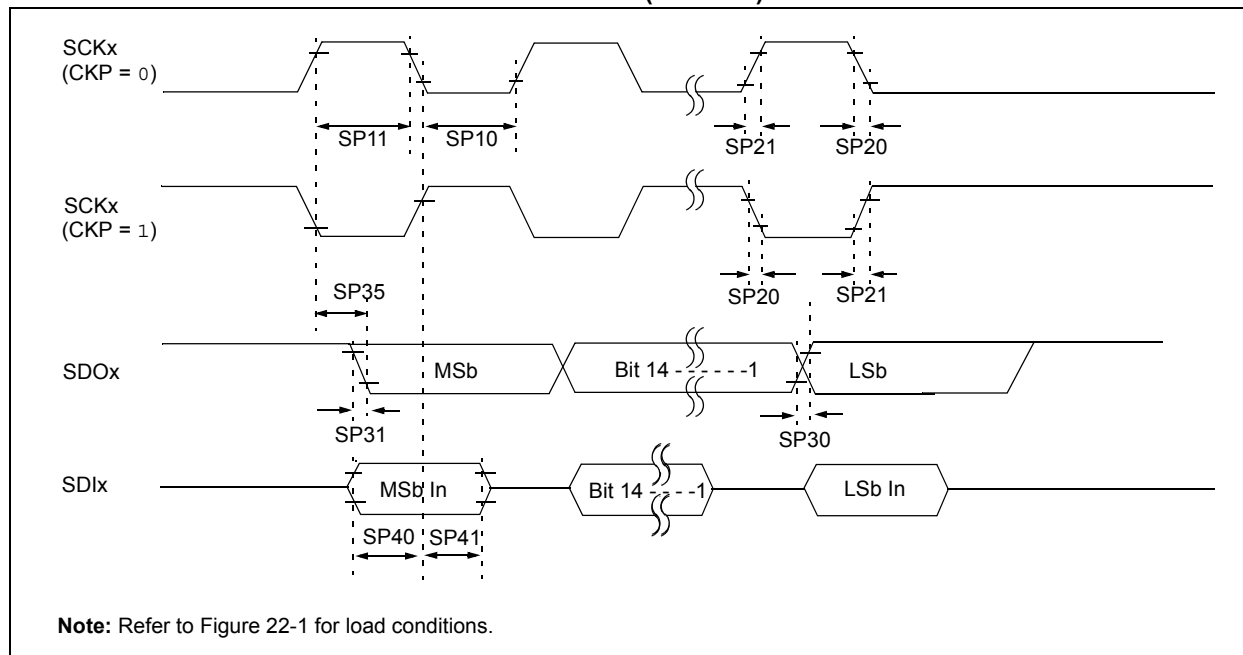 SCKx
(CKP = 0)
SP11
SP10
SP21
SP20
SCKx
(CKP = 1)
SP35
SP20
SP21
SDOx
MSb
Bit 14 - - - - - -1
LSb
SP31
SP30
SDIx
MSb In
Bit 14 - - - - -1
LSb In
SP40
SP41
Note: Refer to Figure 22-1 for load conditions.